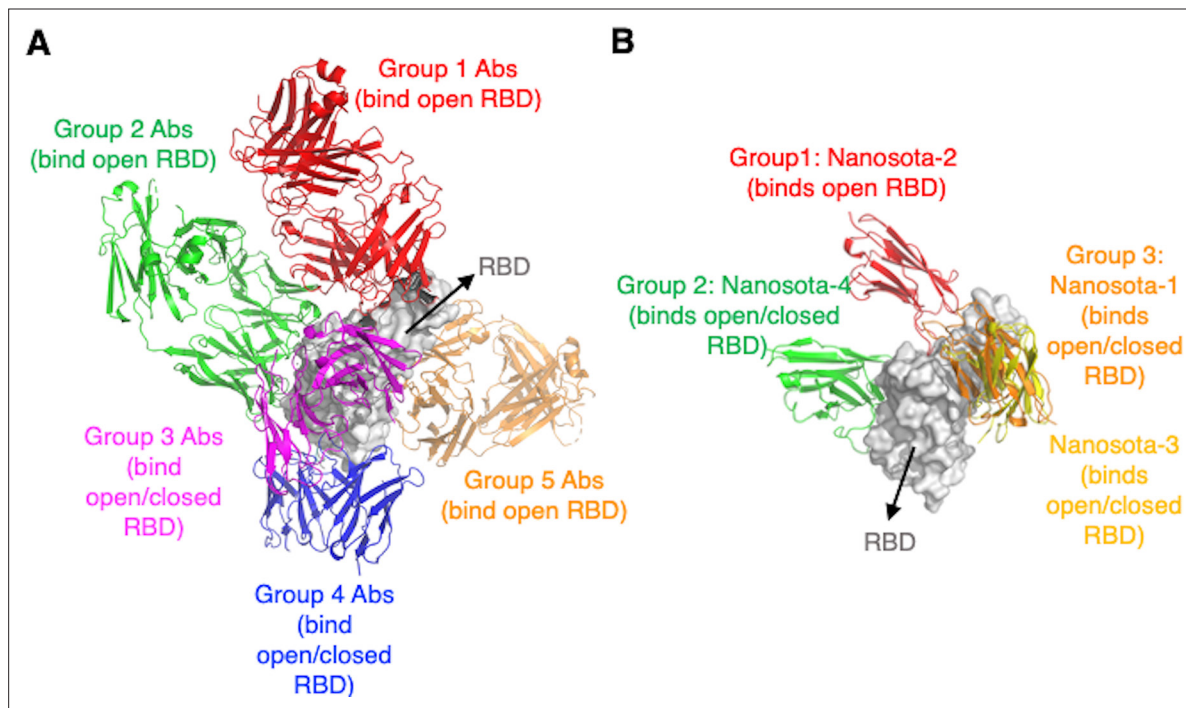 A
Group 1 Abs
(bind open RBD)
Group 2 Abs
(bind open RBD)
RBD
Group 3 Abs
(bind
open/closed
RBD)
Group 5 Abs
(bind open RBD)
Group 4 Abs
(bind
open/closed
RBD)
B
Group1: Nanosota-2
(binds open RBD)
Group 2: Nanosota-4
(binds open/closed
RBD)
Group 3:
Nanosota-1
(binds
open/closed
RBD)
Nanosota-3
(binds
open/closed
RBD)
RBD